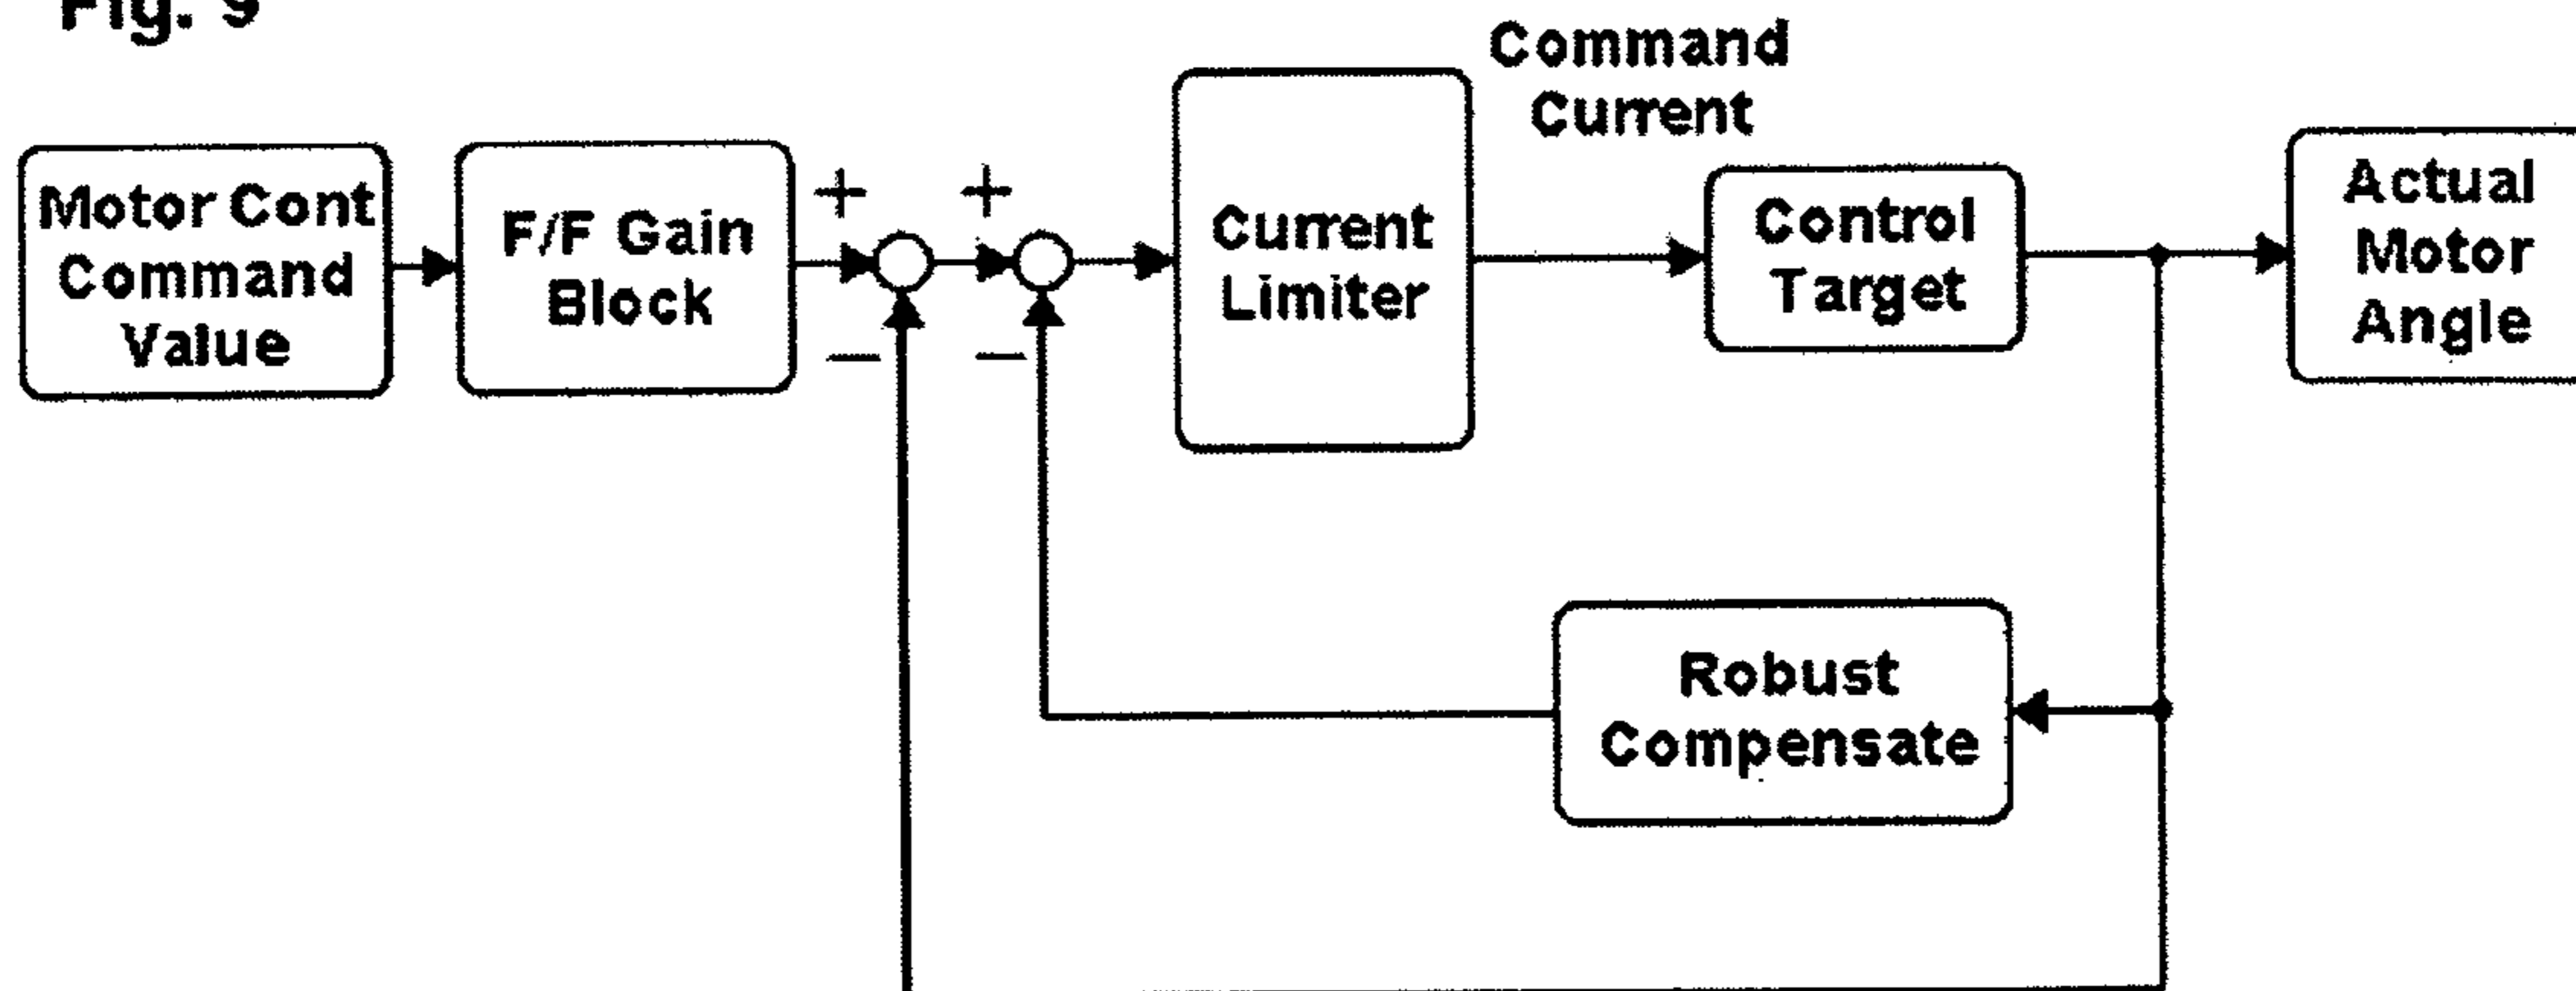 Fig. 9
Command
Current
Motor Cont
Command
Value
F/F Gain
Block
+
−
+
−
Current
Limiter
Control
Target
Actual
Motor
Angle
Robust
Compensate